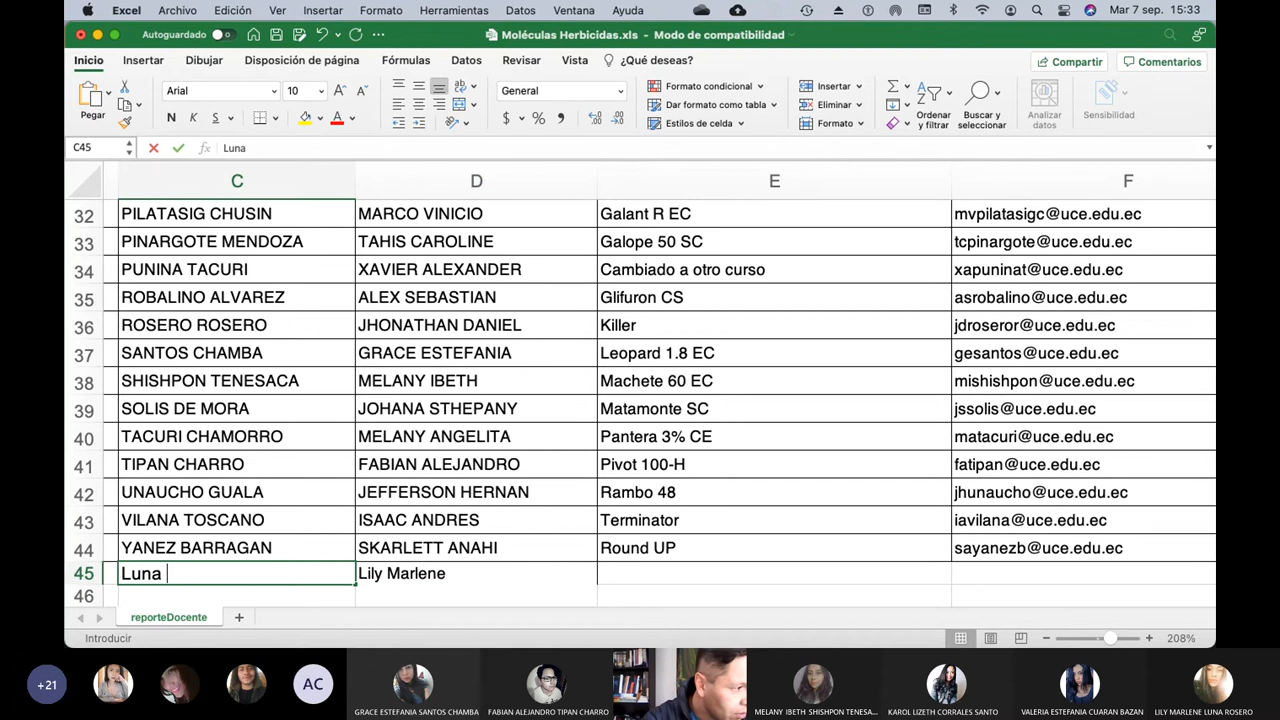 Excel Archivo Edición Ver Insertar Formato Herramientas Datos Ventana Ayuda Mar 7 sep. 15:33
Autoguardado Moléculas Herbicidas.xls - Modo de compatibilidad
Inicio Insertar Dibujar Disposición de página Fórmulas Datos Revisar Vista ¿Qué desea? Compartir Comentarios
Pegar Arial 10 General Formato condicional Insertar
Dar formato como tabla Eliminar
N K S Estilos de celda Formato
Ordenar y filtrar Buscar y seleccionar Analizar datos Sensibilidad
C45 fx Luna
C D E F
32 PILATASIG CHUSIN MARCO VINICIO Galant R EC mvpilatasigc@uce.edu.ec
33 PINARGOTE MENDOZA TAHIS CAROLINE Galope 50 SC tcpinargote@uce.edu.ec
34 PUNINA TACURI XAVIER ALEXANDER Cambiado a otro curso xapuninat@uce.edu.ec
35 ROBALINO ALVAREZ ALEX SEBASTIAN Glifuron CS asrobalino@uce.edu.ec
36 ROSERO ROSERO JHONATHAN DANIEL Killer jdroseror@uce.edu.ec
37 SANTOS CHAMBA GRACE ESTEFANIA Leopard 1.8 EC gesantos@uce.edu.ec
38 SHISHPON TENESACA MELANY IBETH Machete 60 EC mishishpon@uce.edu.ec
39 SOLIS DE MORA JOHANA STHEPANY Matamonte SC jssolis@uce.edu.ec
40 TACURI CHAMORRO MELANY ANGELITA Pantera 3% CE matacuri@uce.edu.ec
41 TIPAN CHARRO FABIAN ALEJANDRO Pivot 100-H fatipan@uce.edu.ec
42 UNAUCHO GUALA JEFFERSON HERNAN Rambo 48 jhunaucho@uce.edu.ec
43 VILANA TOSCANO ISAAC ANDRES Terminator iavilana@uce.edu.ec
44 YANEZ BARRAGAN SKARLETT ANAHI Round UP sayanezb@uce.edu.ec
45 Luna Lily Marlene
46
reporteDocente
Introducir 208%
+21 AC GRACE ESTEFANIA SANTOS CHAMBA FABIAN ALEJANDRO TIPAN CHARRO MELANY IBETH SHISHPON TENESA... KAROL LIZETH CORRALES SANTO VALERIA ESTEFANIA CUARAN BAZAN LILY MARLENE LUNA ROSERO